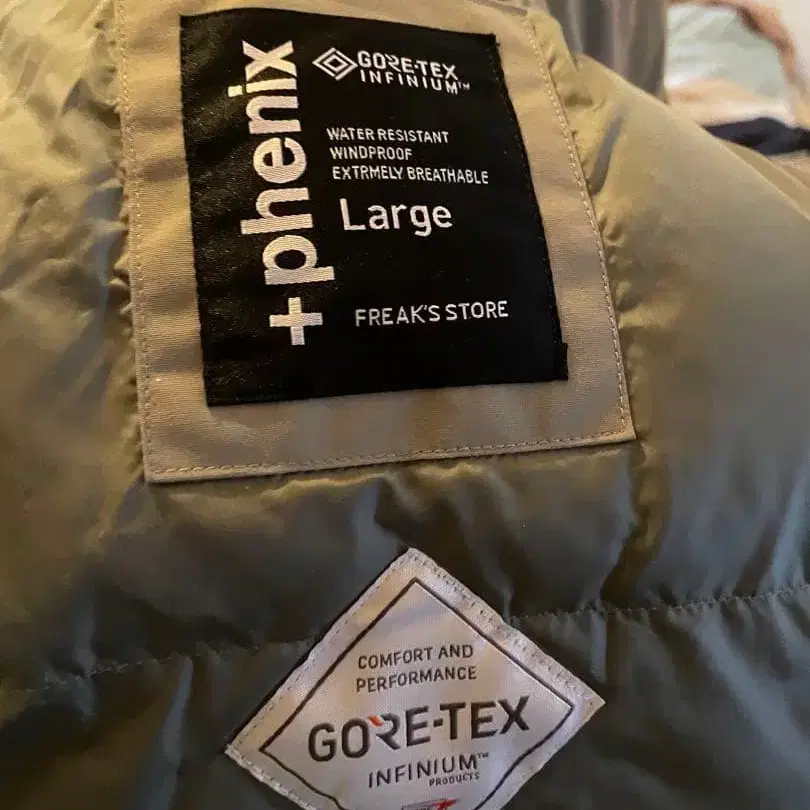 +phenix
GORE-TEX
INFINIUM™
WATER RESISTANT
WINDPROOF
EXTRMELY BREATHABLE
Large
FREAK'S STORE
COMFORT AND
PERFORMANCE
GORE-TEX
INFINIUM™
PRODUCTS